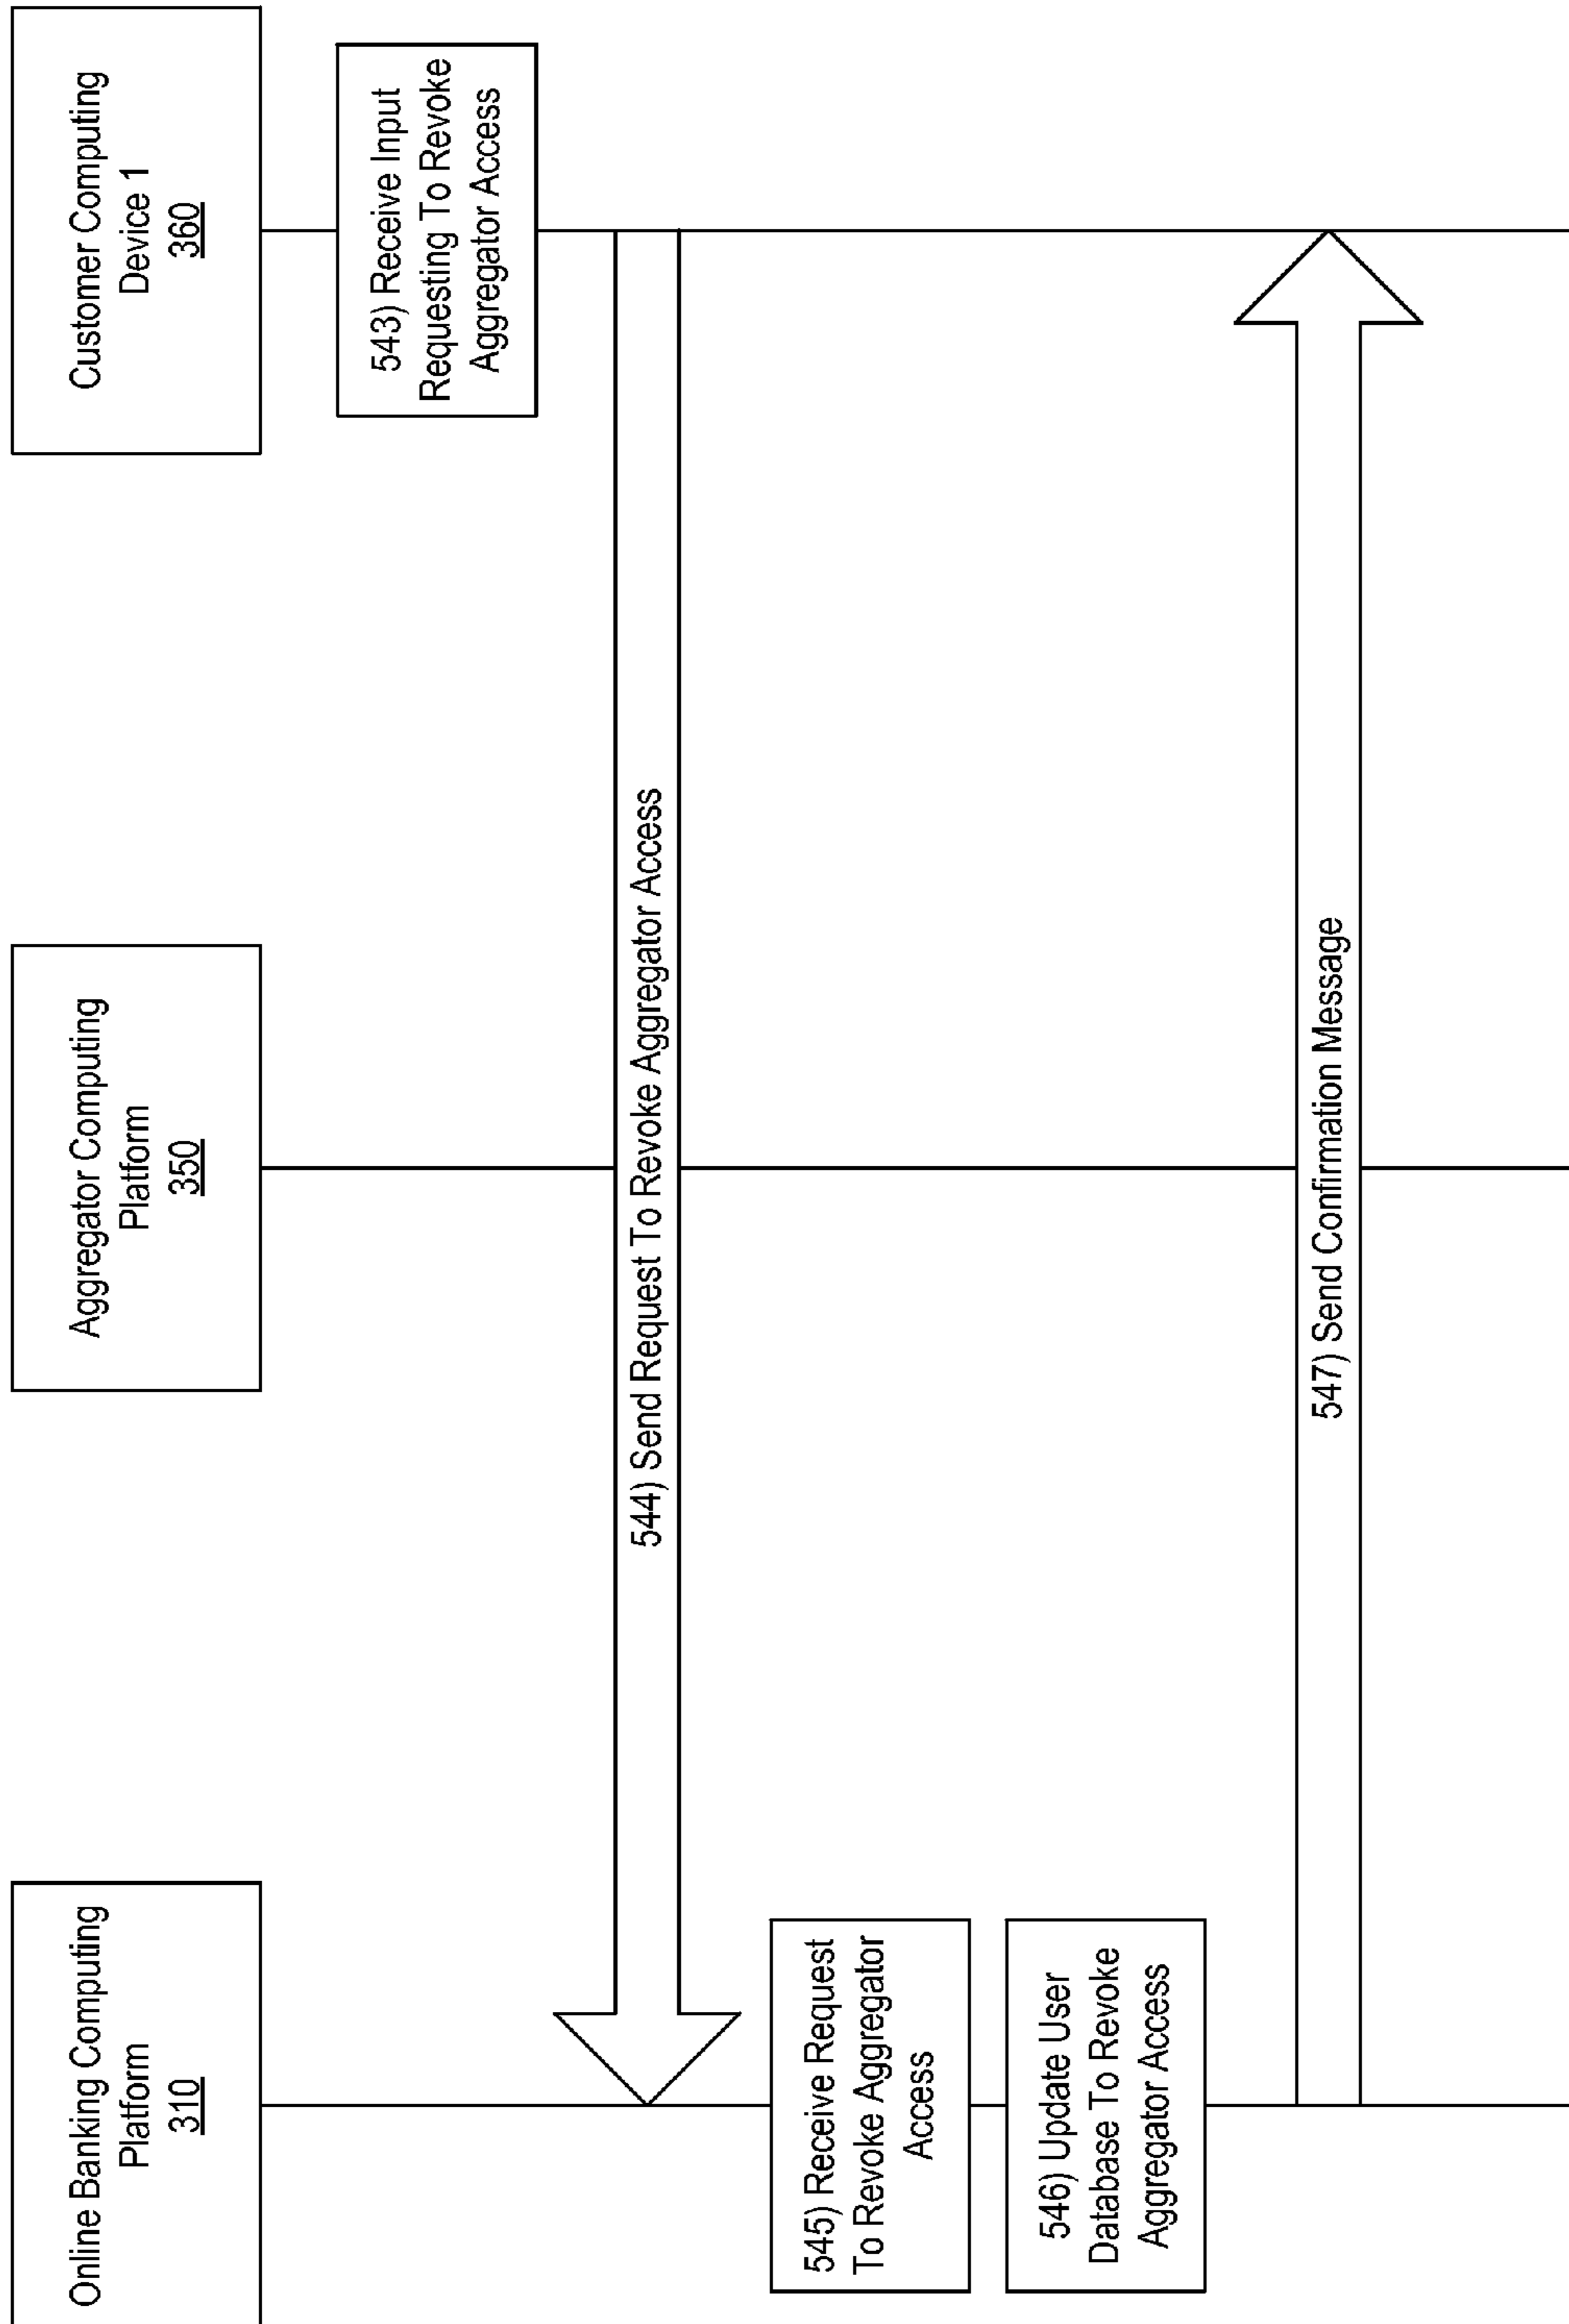 Online Banking Computing
Platform
310
Aggregator Computing
Platform
350
Customer Computing
Device 1
360
543) Receive Input
Requesting To Revoke
Aggregator Access
544) Send Request To Revoke Aggregator Access
545) Receive Request
To Revoke Aggregator
Access
546) Update User
Database To Revoke
Aggregator Access
547) Send Confirmation Message